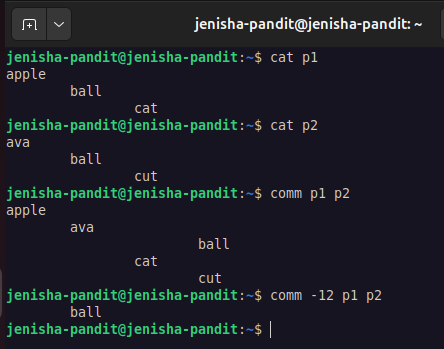 jenisha-pandit@jenisha-pandit: ~
jenisha-pandit@jenisha-pandit:~$ cat p1
apple
        ball
                cat
jenisha-pandit@jenisha-pandit:~$ cat p2
ava
        ball
                cut
jenisha-pandit@jenisha-pandit:~$ comm p1 p2
apple
        ava
                        ball
                cat
                        cut
jenisha-pandit@jenisha-pandit:~$ comm -12 p1 p2
        ball
jenisha-pandit@jenisha-pandit:~$